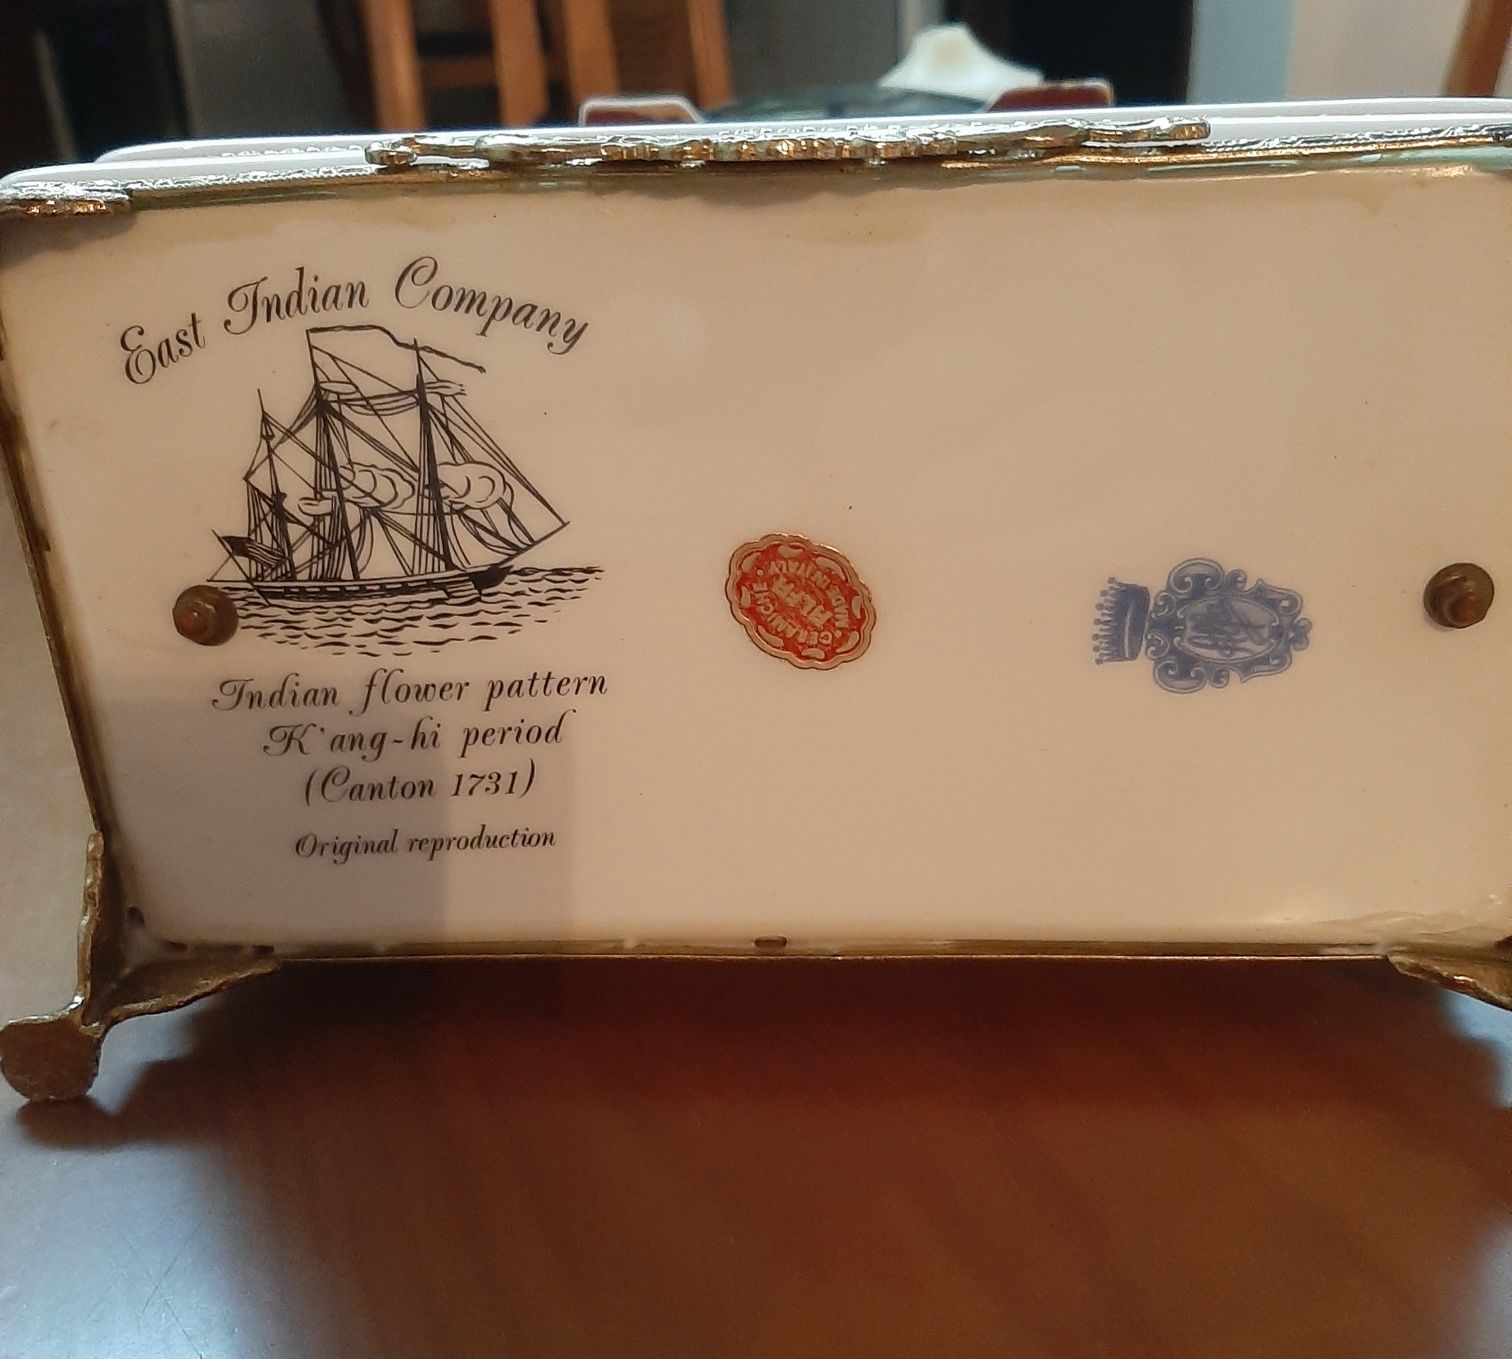 East Indian Company
Indian flower pattern
K'ang-hi period
(Canton 1731)
Original reproduction